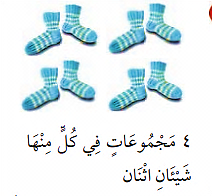 ٤ مَجْمُوعَاتٍ فِي كُلٍّ مِنْهَا
شَيْئَانِ اثْنَان